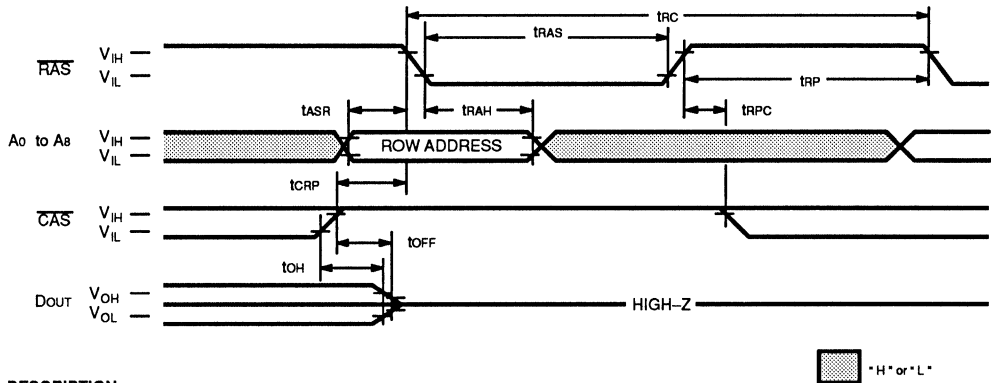 tRC
tRAS
RAS VIH
VIL
tRP
tASR tRAH tRPC
A0 to A8 VIH
VIL
ROW ADDRESS
tCRP
CAS VIH
VIL
tOFF
tOH
DOUT VOH
VOL
HIGH–Z
"H" or "L"
DESCRIPTION